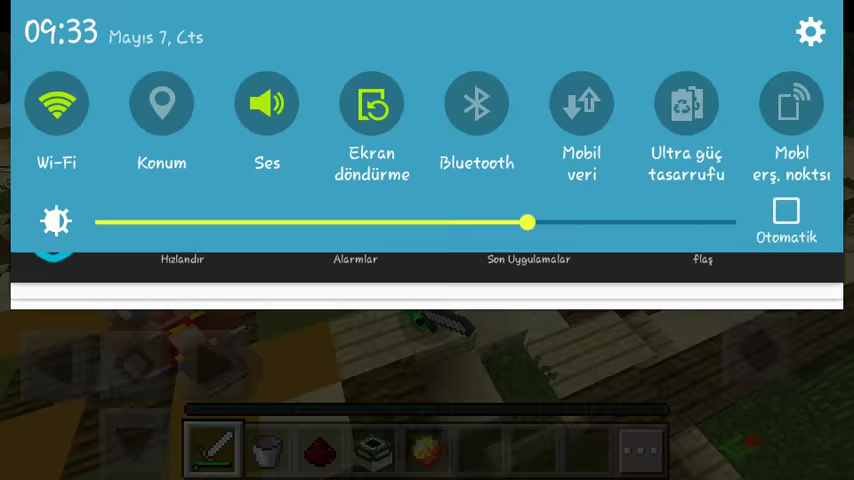 09:33 Mayıs 7, Cts
Wi-Fi
Konum
Ses
Ekran
döndürme
Bluetooth
Mobil
veri
Ultra güç
tasarrufu
Mobl
erş. noktsı
Otomatik
Hızlandır
Alarmlar
Son Uygulamalar
flaş